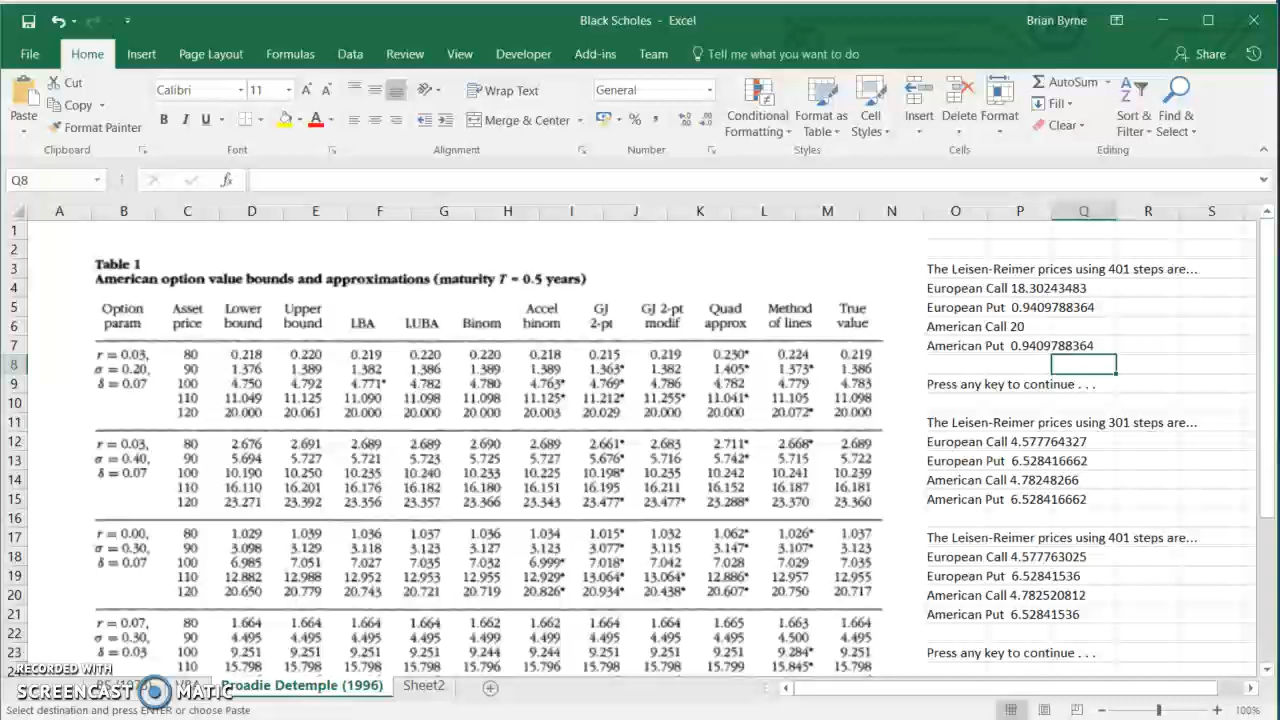 Black Scholes - Excel
Brian Byrne
File Home Insert Page Layout Formulas Data Review View Developer Add-ins Team Tell me what you want to do Share
Paste
Cut
Copy
Format Painter
Calibri 11
B I U
Wrap Text
Merge & Center
General
Conditional Formatting
Format as Table
Cell Styles
Insert Delete Format
AutoSum
Fill
Clear
Sort & Filter
Find & Select
Clipboard Font Alignment Number Styles Cells Editing
Q8 fx
A B C D E F G H I J K L M N O P Q R S
1
2
3
4
5
6
7
8
9
10
11
12
13
14
15
16
17
18
19
20
21
22
23
24
Table 1
American option value bounds and approximations (maturity T = 0.5 years)
Option param Asset price Lower bound Upper bound LBA LUBA Binom Accel binom GJ 2-pt GJ 2-pt modif Quad approx Method of lines True value
r = 0.03, 80 0.218 0.220 0.219 0.220 0.220 0.218 0.215 0.219 0.230* 0.224 0.219
σ = 0.20, 90 1.376 1.389 1.382 1.386 1.389 1.389 1.363* 1.383 1.405* 1.373* 1.386
δ = 0.07 100 4.750 4.792 4.771* 4.782 4.780 4.763* 4.769* 4.786 4.782 4.779 4.783
110 11.049 11.125 11.090 11.098 11.098 11.125* 11.212* 11.255* 11.041* 11.105 11.098
120 20.000 20.061 20.000 20.000 20.000 20.003 20.029 20.000 20.000 20.072* 20.000
r = 0.03, 80 2.676 2.691 2.689 2.689 2.690 2.689 2.661* 2.683 2.711* 2.668* 2.689
σ = 0.40, 90 5.694 5.727 5.721 5.723 5.725 5.727 5.676* 5.716 5.742* 5.715 5.722
δ = 0.07 100 10.190 10.250 10.235 10.240 10.233 10.225 10.198* 10.235 10.242 10.241 10.239
110 16.110 16.201 16.176 16.182 16.180 16.151 16.195 16.211 16.152 16.187 16.181
120 23.271 23.392 23.356 23.357 23.366 23.343 23.477* 23.477* 23.288* 23.370 23.360
r = 0.00, 80 1.029 1.039 1.036 1.037 1.036 1.034 1.015* 1.032 1.062* 1.026* 1.037
σ = 0.30, 90 3.098 3.129 3.118 3.123 3.127 3.123 3.077* 3.115 3.147* 3.107* 3.123
δ = 0.07 100 6.985 7.051 7.027 7.035 7.032 6.999* 7.018* 7.042 7.028 7.029 7.035
110 12.882 12.988 12.952 12.953 12.955 12.929* 13.064* 13.064* 12.886* 12.957 12.955
120 20.650 20.779 20.743 20.721 20.719 20.826* 20.934* 20.438* 20.607* 20.750 20.717
r = 0.07, 80 1.664 1.664 1.664 1.664 1.662 1.662 1.664 1.664 1.665 1.663 1.664
σ = 0.30, 90 4.495 4.495 4.495 4.495 4.499 4.499 4.495 4.495 4.495 4.500 4.495
δ = 0.03 100 9.251 9.251 9.251 9.251 9.244 9.244 9.251 9.251 9.251 9.284* 9.251
110 15.798 15.798 15.798 15.798 15.796 15.796 15.798 15.798 15.799 15.845* 15.798
The Leisen-Reimer prices using 401 steps are...
European Call 18.30243483
European Put 0.9409788364
American Call 20
American Put 0.9409788364
Press any key to continue . . .
The Leisen-Reimer prices using 301 steps are...
European Call 4.577764327
European Put 6.528416662
American Call 4.78248266
American Put 6.528416662
The Leisen-Reimer prices using 401 steps are...
European Call 4.577763025
European Put 6.52841536
American Call 4.782520812
American Put 6.52841536
Press any key to continue . . .
RECORDED WITH
SCREENCAST MATIC
Broadie Detemple (1996) Sheet2
Select destination and press ENTER or choose Paste
100%